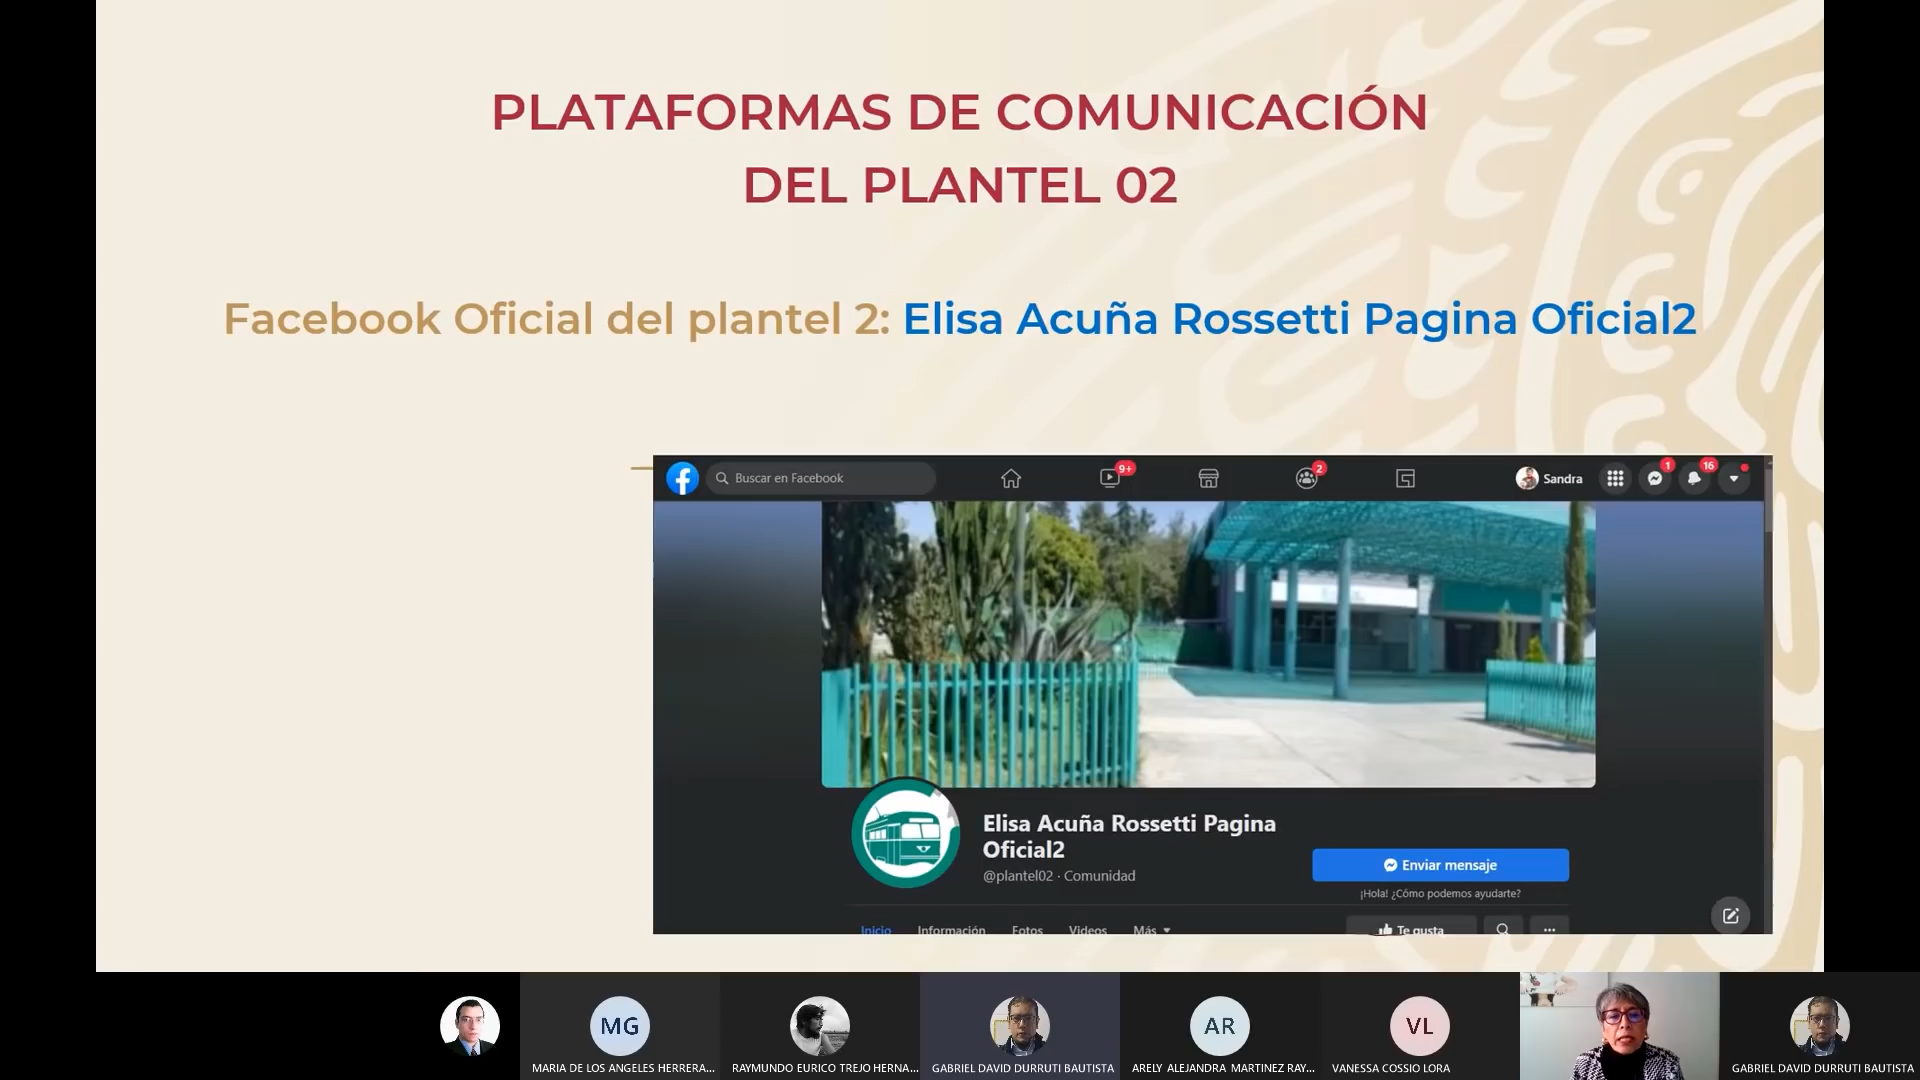 PLATAFORMAS DE COMUNICACIÓN
DEL PLANTEL 02
Facebook Oficial del plantel 2: Elisa Acuña Rossetti Pagina Oficial2
Buscar en Facebook
9+
2
Sandra
1
16
Elisa Acuña Rossetti Pagina
Oficial2
@plantel02 · Comunidad
Enviar mensaje
¡Hola! ¿Cómo podemos ayudarte?
Inicio Información Fotos Videos Más
Te gusta
MG
AR
VL
MARIA DE LOS ANGELES HERRERA...
RAYMUNDO EURICO TREJO HERNA...
GABRIEL DAVID DURRUTI BAUTISTA
ARELY ALEJANDRA MARTINEZ RAY...
VANESSA COSSIO LORA
GABRIEL DAVID DURRUTI BAUTISTA